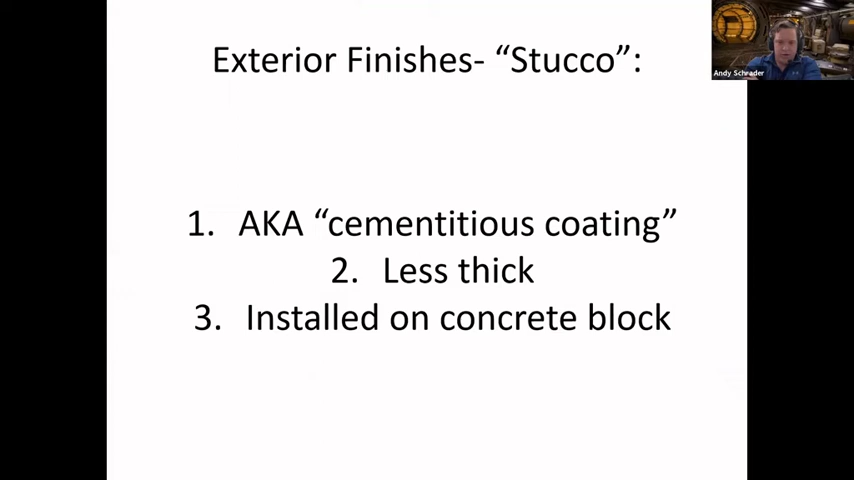 Exterior Finishes- “Stucco”:
Andy Schrader
1. AKA “cementitious coating”
2. Less thick
3. Installed on concrete block